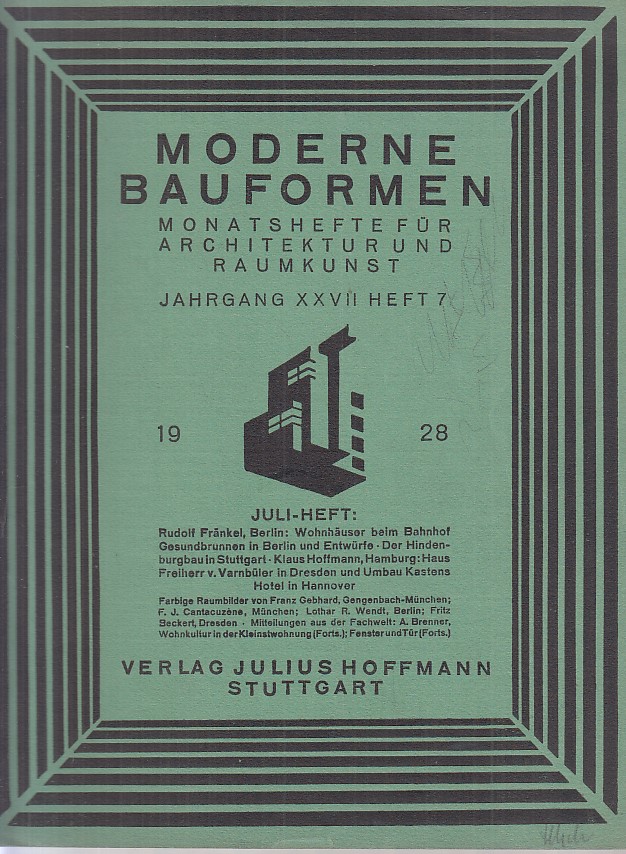 MODERNE
BAUFORMEN
MONATSHEFTE FÜR
ARCHITEKTUR UND
RAUMKUNST
JAHRGANG XXVII HEFT 7
19 28
JULI-HEFT:
Rudolf Fränkel, Berlin: Wohnhäuser beim Bahnhof
Gesundbrunnen in Berlin und Entwürfe · Der Hinden-
burgbau in Stuttgart · Klaus Hoffmann, Hamburg: Haus
Freiherr v. Varnbüler in Dresden und Umbau Kastens
Hotel in Hannover
Farbige Raumbilder von Franz Gebhard, Gengenbach-München;
F. J. Cantacuzène, München; Lothar R. Wendt, Berlin; Fritz
Beckert, Dresden · Mitteilungen aus der Fachwelt: A. Brenner,
Wohnkultur in der Kleinstwohnung (Forts.); Fenster und Tür (Forts.)
VERLAG JULIUS HOFFMANN
STUTTGART